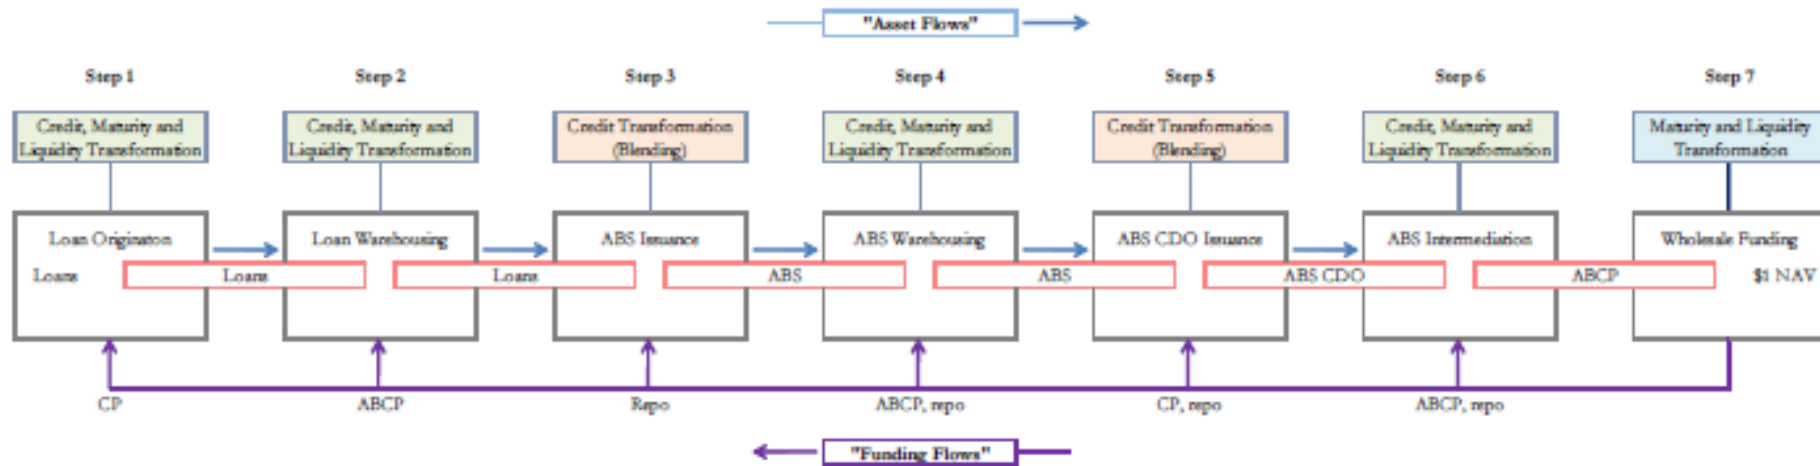 "Asset Flows"
Step 1
Step 2
Step 3
Step 4
Step 5
Step 6
Step 7
Credit, Maturity and
Liquidity Transformation
Credit, Maturity and
Liquidity Transformation
Credit Transformation
(Blending)
Credit, Maturity and
Liquidity Transformation
Credit Transformation
(Blending)
Credit, Maturity and
Liquidity Transformation
Maturity and Liquidity
Transformation
Loan Originaton
Loan Warehousing
ABS Issuance
ABS Warehousing
ABS CDO Issuance
ABS Intermediation
Wholesale Funding
Loans
Loans
Loans
ABS
ABS
ABS CDO
ABCP
$1 NAV
CP
ABCP
Repo
ABCP, repo
CP, repo
ABCP, repo
"Funding Flows"